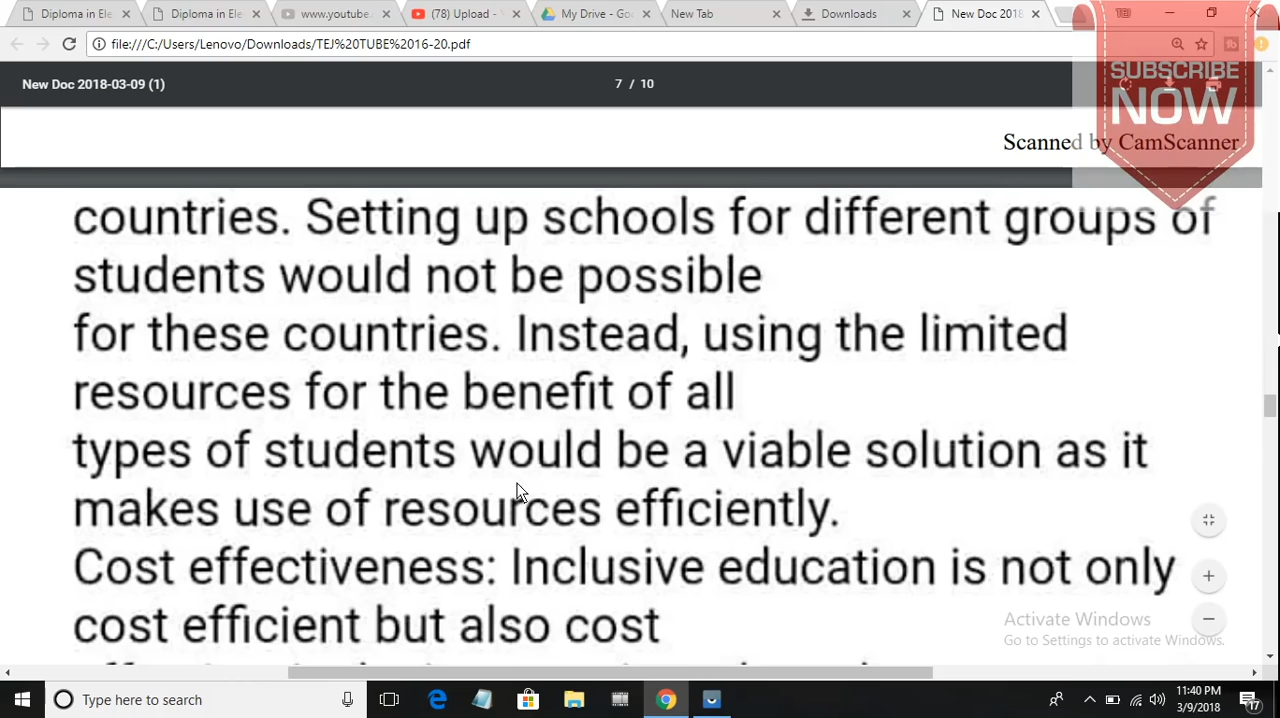 Diploma in Ele
Diploma in Ele
www.youtube.
(78) Upload - Y
My Drive - Goo
New Tab
Downloads
New Doc 2018
file:///C:/Users/Lenovo/Downloads/TEJ%20TUBE%2016-20.pdf
New Doc 2018-03-09 (1)
7 / 10
SUBSCRIBE
NOW
Scanned by CamScanner
countries. Setting up schools for different groups of
students would not be possible
for these countries. Instead, using the limited
resources for the benefit of all
types of students would be a viable solution as it
makes use of resources efficiently.
Cost effectiveness: Inclusive education is not only
cost efficient but also cost
Activate Windows
Go to Settings to activate Windows.
Type here to search
11:40 PM
3/9/2018
17